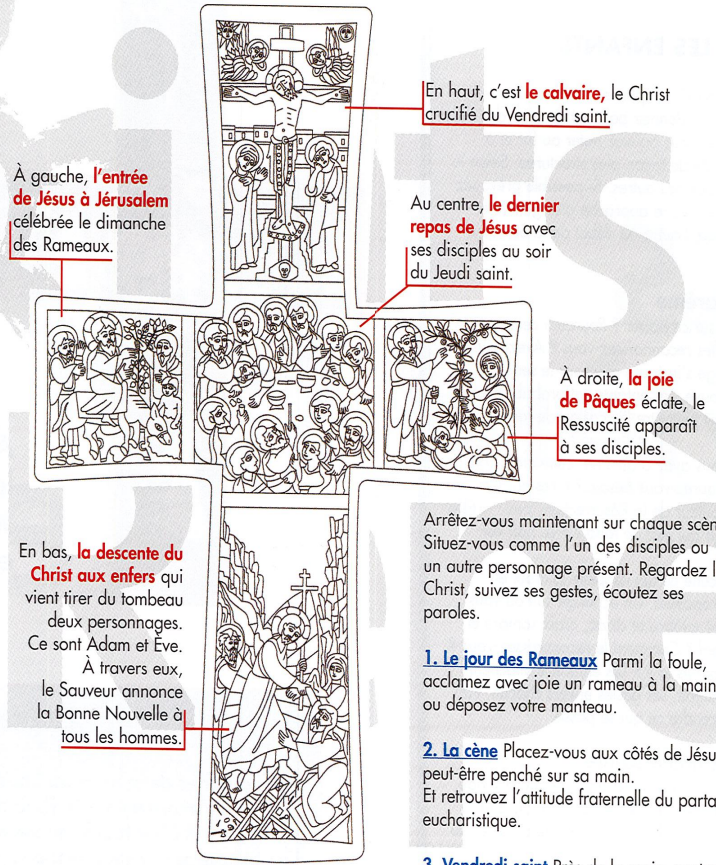 En haut, c'est le calvaire, le Christ
crucifié du Vendredi saint.
À gauche, l'entrée
de Jésus à Jérusalem
célébrée le dimanche
des Rameaux.
Au centre, le dernier
repas de Jésus avec
ses disciples au soir
du Jeudi saint.
À droite, la joie
de Pâques éclate, le
Ressuscité apparaît
à ses disciples.
En bas, la descente du
Christ aux enfers qui
vient tirer du tombeau
deux personnages.
Ce sont Adam et Ève.
À travers eux,
le Sauveur annonce
la Bonne Nouvelle à
tous les hommes.
Arrêtez-vous maintenant sur chaque scèn
Situez-vous comme l'un des disciples ou
un autre personnage présent. Regardez l
Christ, suivez ses gestes, écoutez ses
paroles.
1. Le jour des Rameaux Parmi la foule,
acclamez avec joie un rameau à la main
ou déposez votre manteau.
2. La cène Placez-vous aux côtés de Jésu
peut-être penché sur sa main.
Et retrouvez l'attitude fraternelle du parta
eucharistique.
3. Vendredi saint Près de la croix